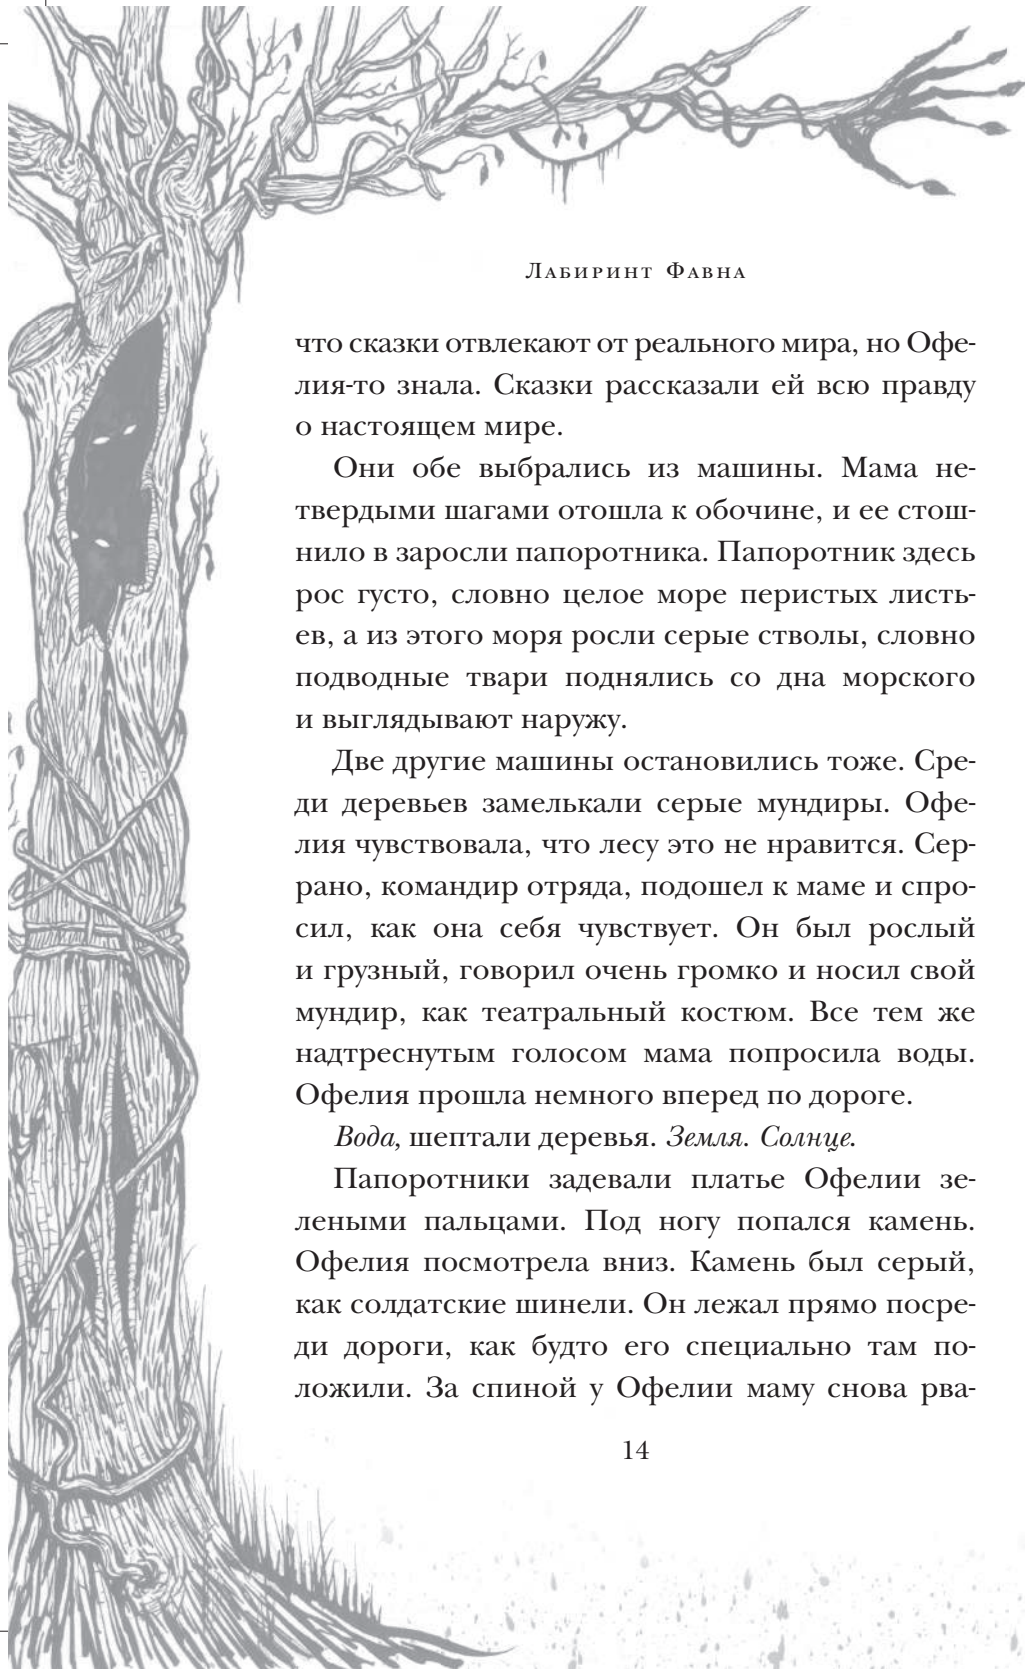 Лабиринт Фавна
что сказки отвлекают от реального мира, но Офе-
лия-то знала. Сказки рассказали ей всю правду
о настоящем мире.
Они обе выбрались из машины. Мама не-
твердыми шагами отошла к обочине, и ее стош-
нило в заросли папоротника. Папоротник здесь
рос густо, словно целое море перистых листь-
ев, а из этого моря росли серые стволы, словно
подводные твари поднялись со дна морского
и выглядывают наружу.
Две другие машины остановились тоже. Сре-
ди деревьев замелькали серые мундиры. Офе-
лия чувствовала, что лесу это не нравится. Сер-
рано, командир отряда, подошел к маме и спро-
сил, как она себя чувствует. Он был рослый
и грузный, говорил очень громко и носил свой
мундир, как театральный костюм. Все тем же
надтреснутым голосом мама попросила воды.
Офелия прошла немного вперед по дороге.
Вода, шептали деревья. Земля. Солнце.
Папоротники задевали платье Офелии зе-
леными пальцами. Под ногу попался камень.
Офелия посмотрела вниз. Камень был серый,
как солдатские шинели. Он лежал прямо посре-
ди дороги, как будто его специально там по-
ложили. За спиной у Офелии маму снова рва-
14